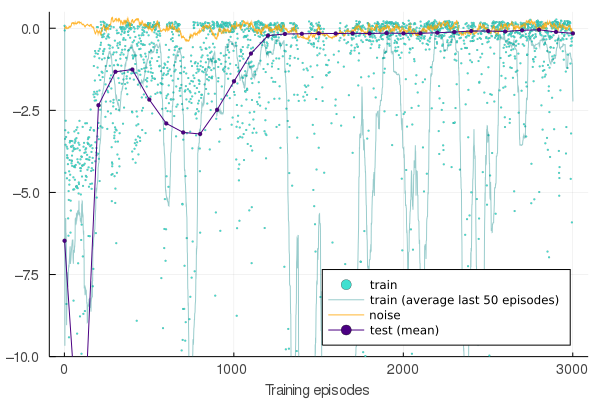 0.0
−2.5
−5.0
−7.5
−10.0
0
1000
2000
3000
Training episodes
train
train (average last 50 episodes)
noise
test (mean)